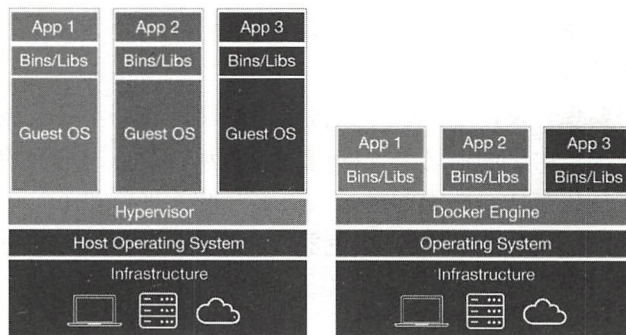 App 1 App 2 App 3
Bins/Libs Bins/Libs Bins/Libs
Guest OS Guest OS Guest OS
Hypervisor
Host Operating System
Infrastructure
App 1 App 2 App 3
Bins/Libs Bins/Libs Bins/Libs
Docker Engine
Operating System
Infrastructure